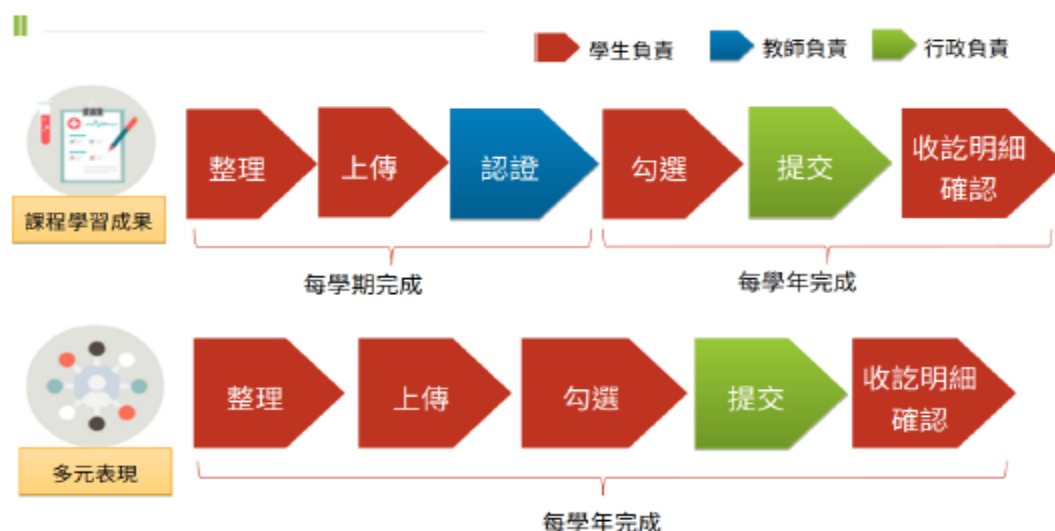 學生負責
教師負責
行政負責
整理
上傳
認證
勾選
提交
收訖明細
確認
課程學習成果
每學期完成
每學年完成
整理
上傳
勾選
提交
收訖明細
確認
多元表現
每學年完成